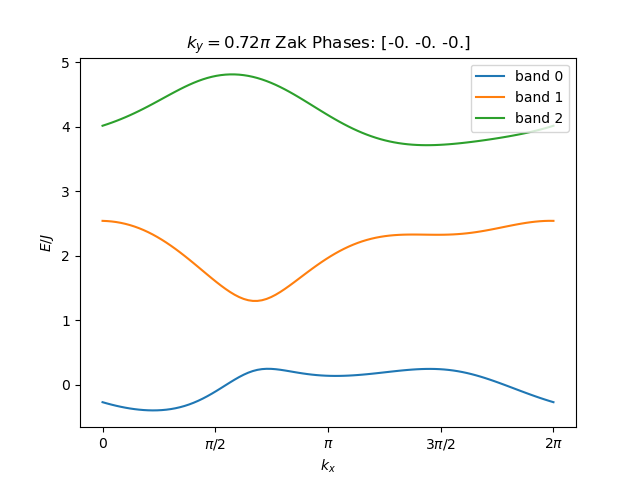 k_y = 0.72π Zak Phases: [-0. -0. -0.]
band 0
band 1
band 2
5
4
3
2
1
0
E/J
0 π/2 π 3π/2 2π
k_x